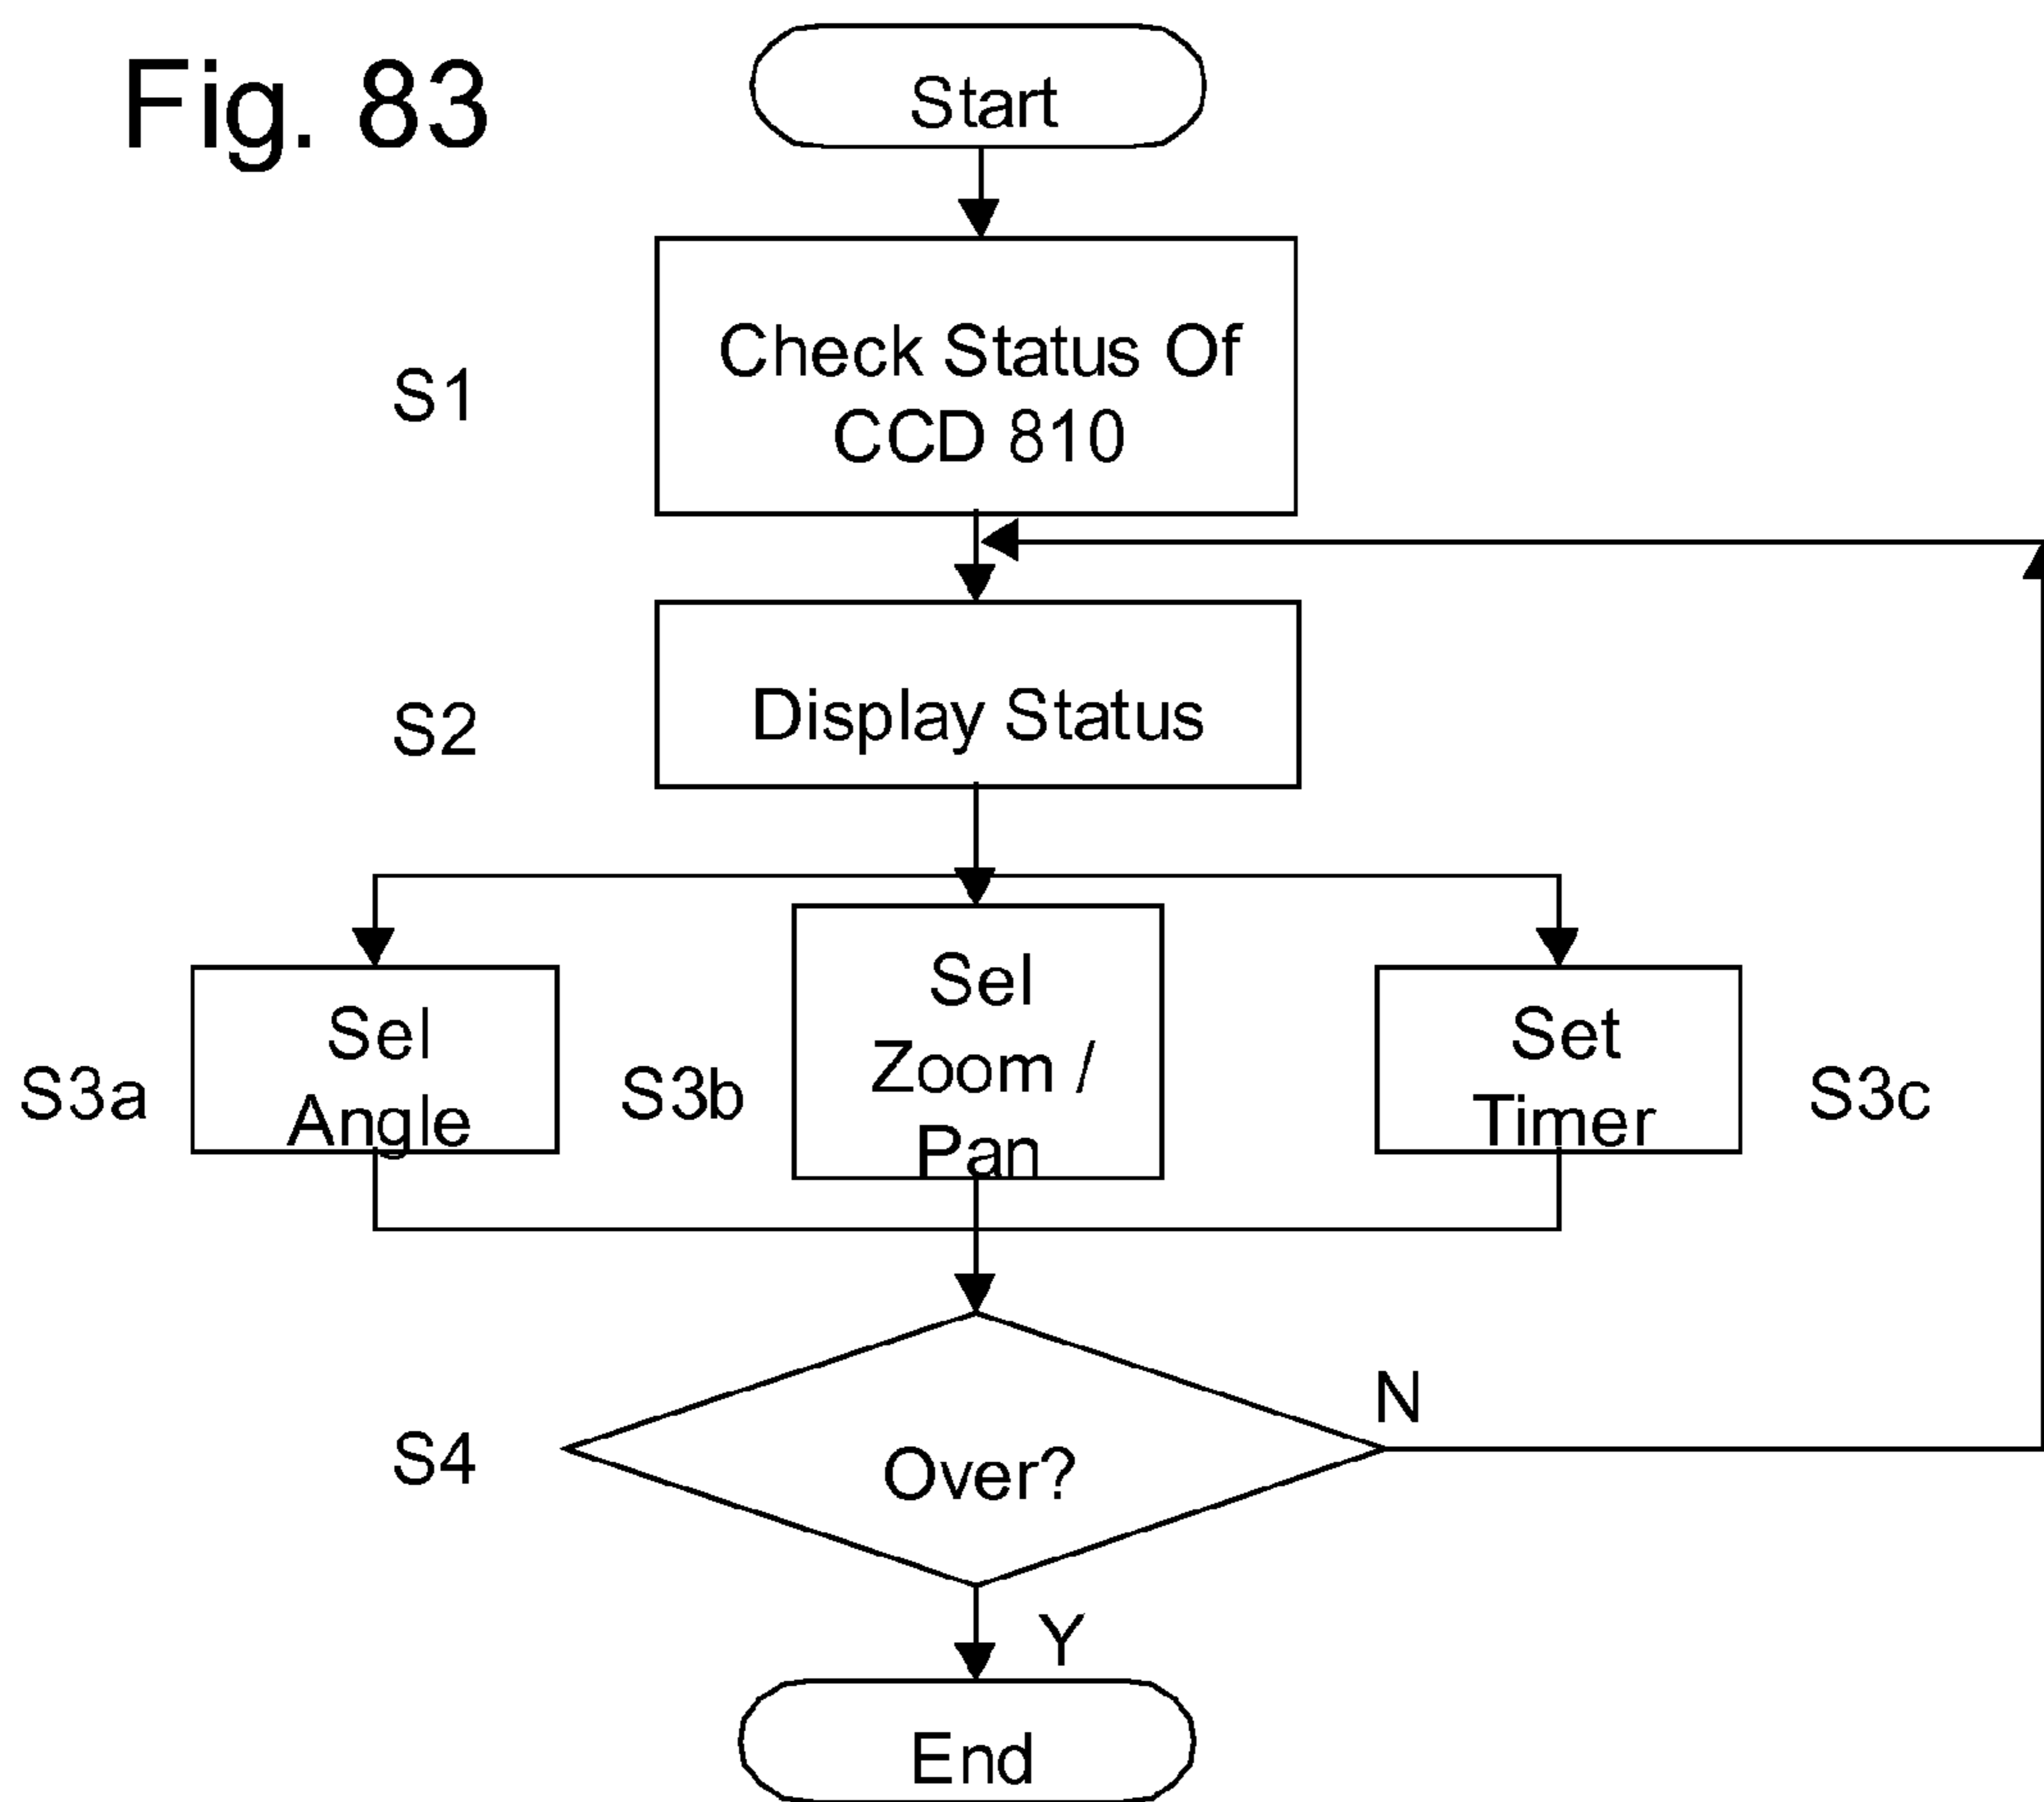 Fig. 83
Start
S1
Check Status Of
CCD 810
S2
Display Status
S3a
Sel
Angle
S3b
Sel
Zoom /
Pan
Set
Timer
S3c
S4
Over?
N
Y
End